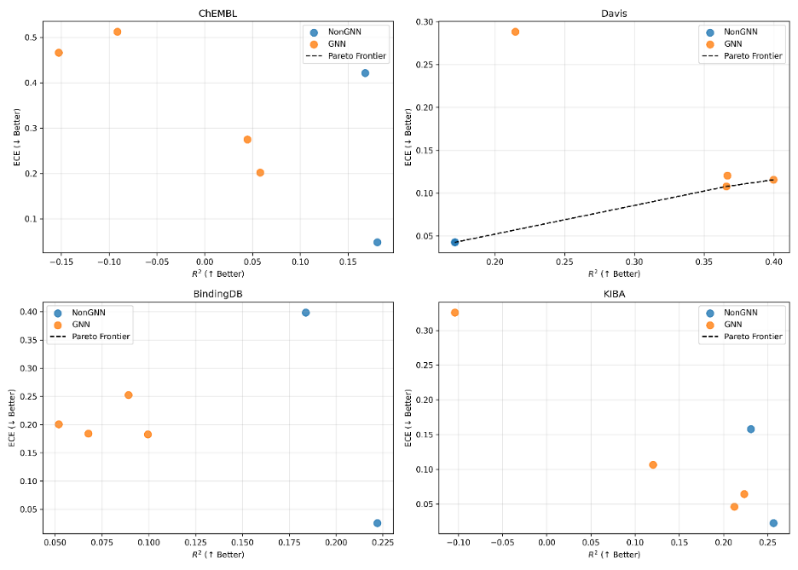 ChEMBL
NonGNN
GNN
Pareto Frontier
ECE (↓ Better)
0.5
0.4
0.3
0.2
0.1
−0.15 −0.10 −0.05 0.00 0.05 0.10 0.15
R² (↑ Better)
Davis
NonGNN
GNN
Pareto Frontier
ECE (↓ Better)
0.30
0.25
0.20
0.15
0.10
0.05
0.20 0.25 0.30 0.35 0.40
R² (↑ Better)
BindingDB
NonGNN
GNN
Pareto Frontier
ECE (↓ Better)
0.40
0.35
0.30
0.25
0.20
0.15
0.10
0.05
0.050 0.075 0.100 0.125 0.150 0.175 0.200 0.225
R² (↑ Better)
KIBA
NonGNN
GNN
Pareto Frontier
ECE (↓ Better)
0.30
0.25
0.20
0.15
0.10
0.05
−0.10 −0.05 0.00 0.05 0.10 0.15 0.20 0.25
R² (↑ Better)